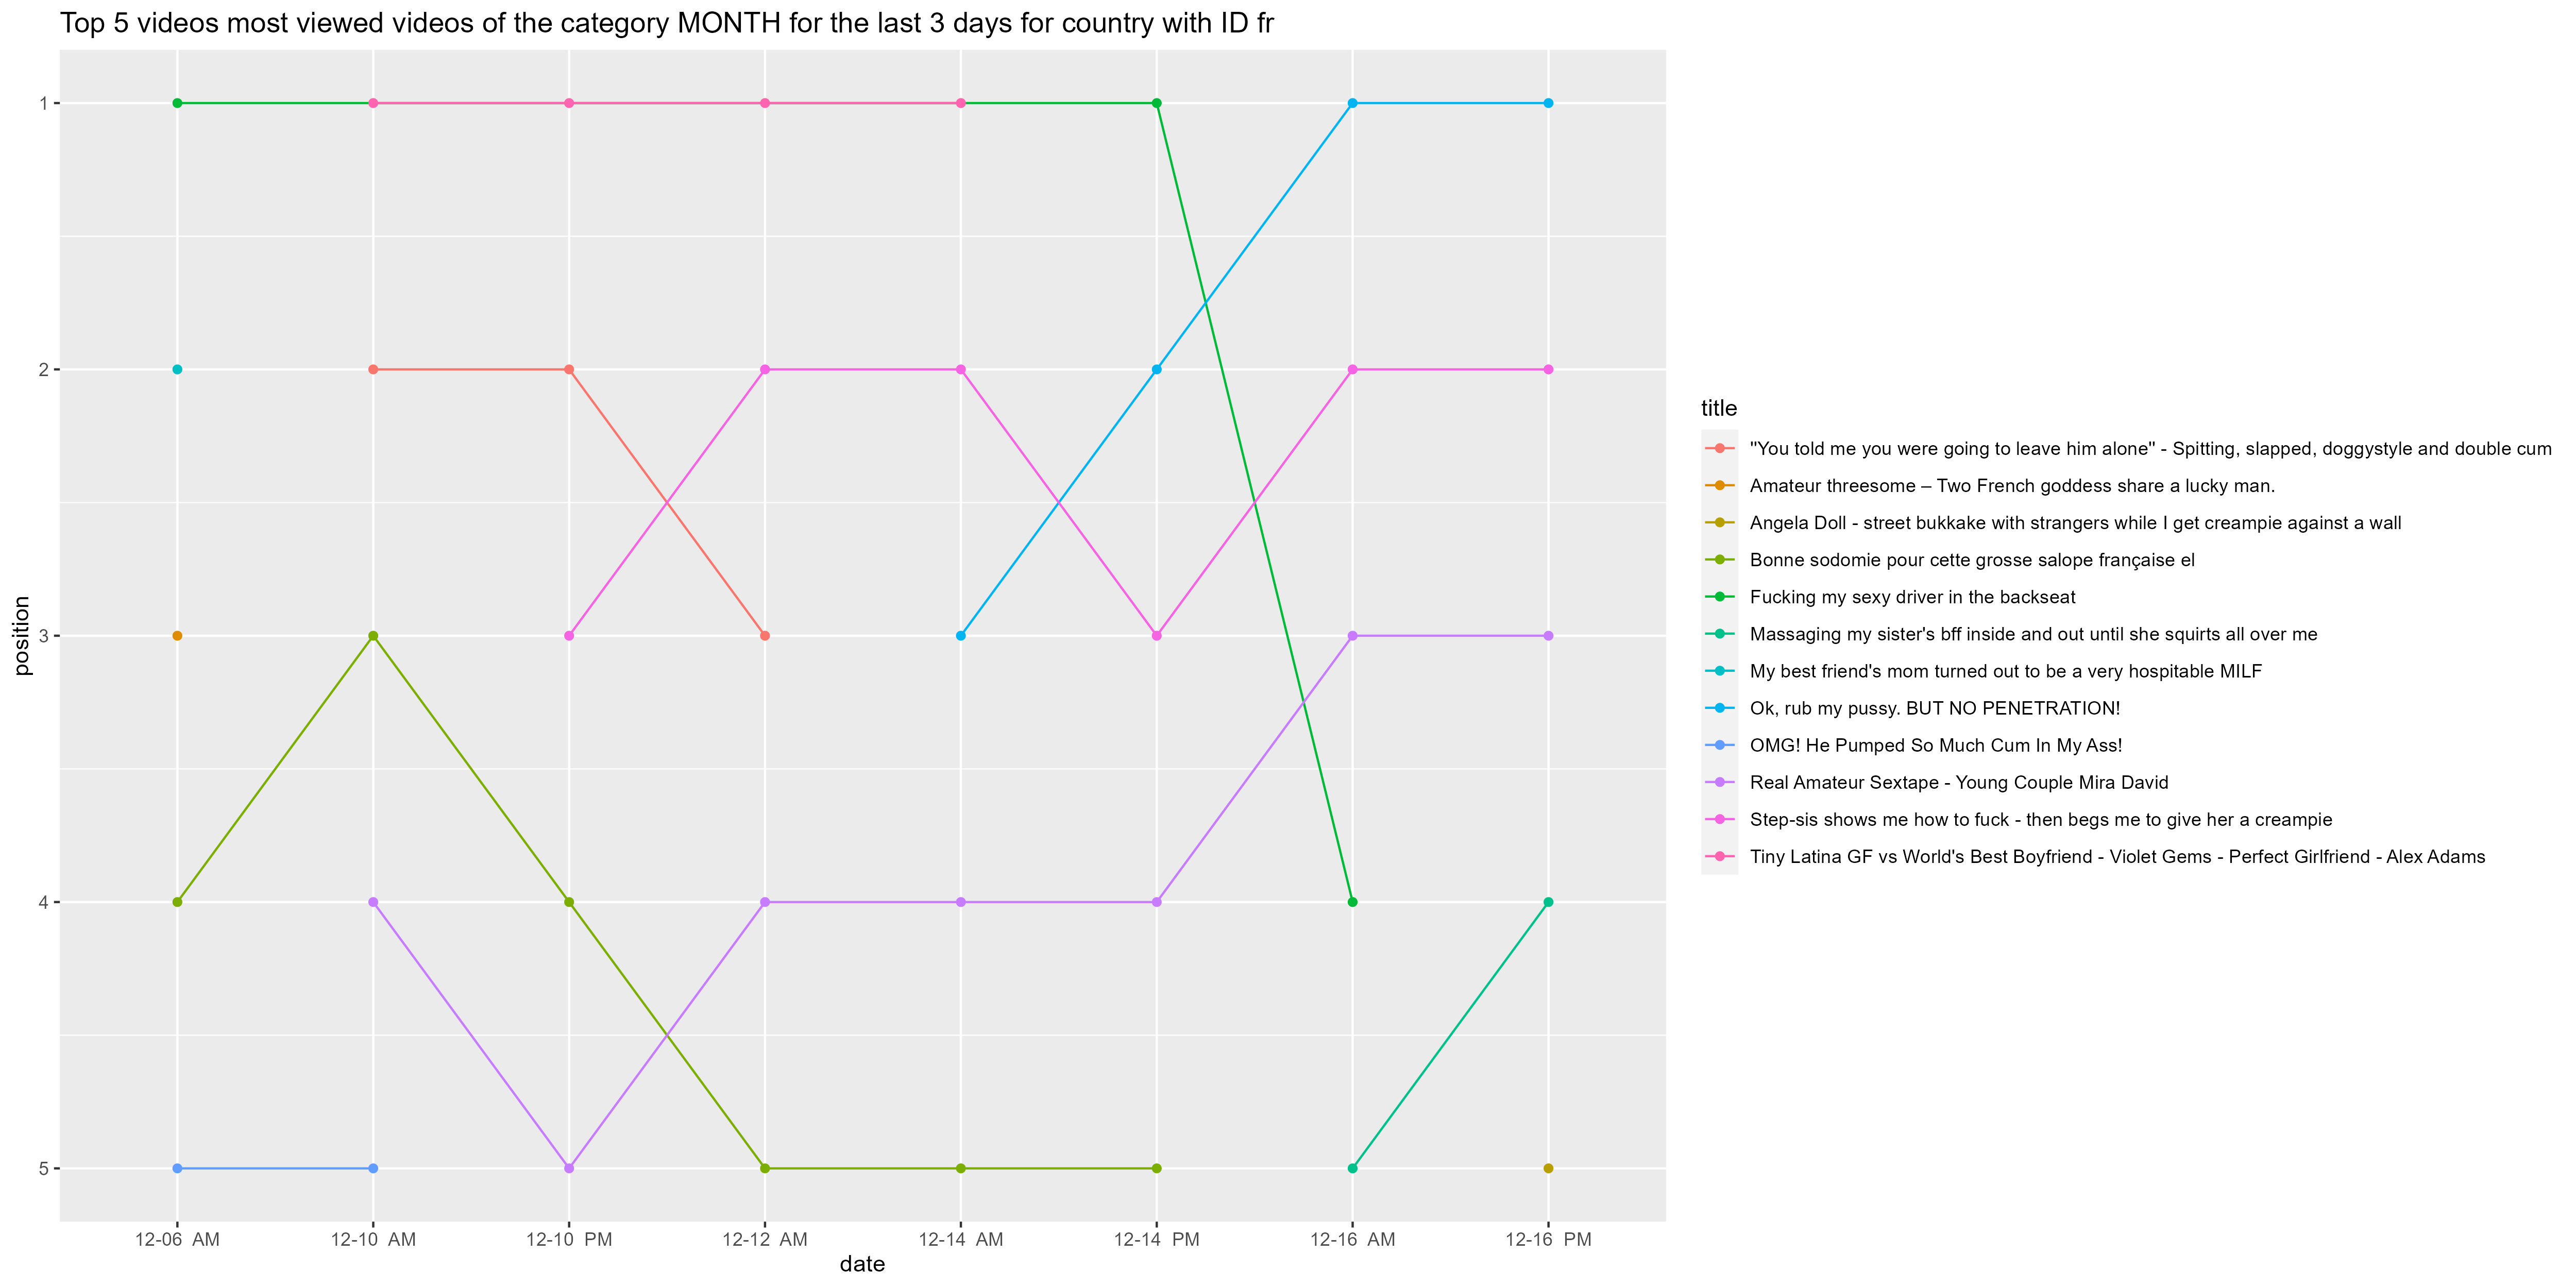 Top 5 videos most viewed videos of the category MONTH for the last 3 days for country with ID fr
position
1
2
3
4
5
12-06 AM
12-10 AM
12-10 PM
12-12 AM
12-14 AM
12-14 PM
12-16 AM
12-16 PM
date
title
"You told me you were going to leave him alone" - Spitting, slapped, doggystyle and double cum
Amateur threesome – Two French goddess share a lucky man.
Angela Doll - street bukkake with strangers while I get creampie against a wall
Bonne sodomie pour cette grosse salope française el
Fucking my sexy driver in the backseat
Massaging my sister's bff inside and out until she squirts all over me
My best friend's mom turned out to be a very hospitable MILF
Ok, rub my pussy. BUT NO PENETRATION!
OMG! He Pumped So Much Cum In My Ass!
Real Amateur Sextape - Young Couple Mira David
Step-sis shows me how to fuck - then begs me to give her a creampie
Tiny Latina GF vs World's Best Boyfriend - Violet Gems - Perfect Girlfriend - Alex Adams